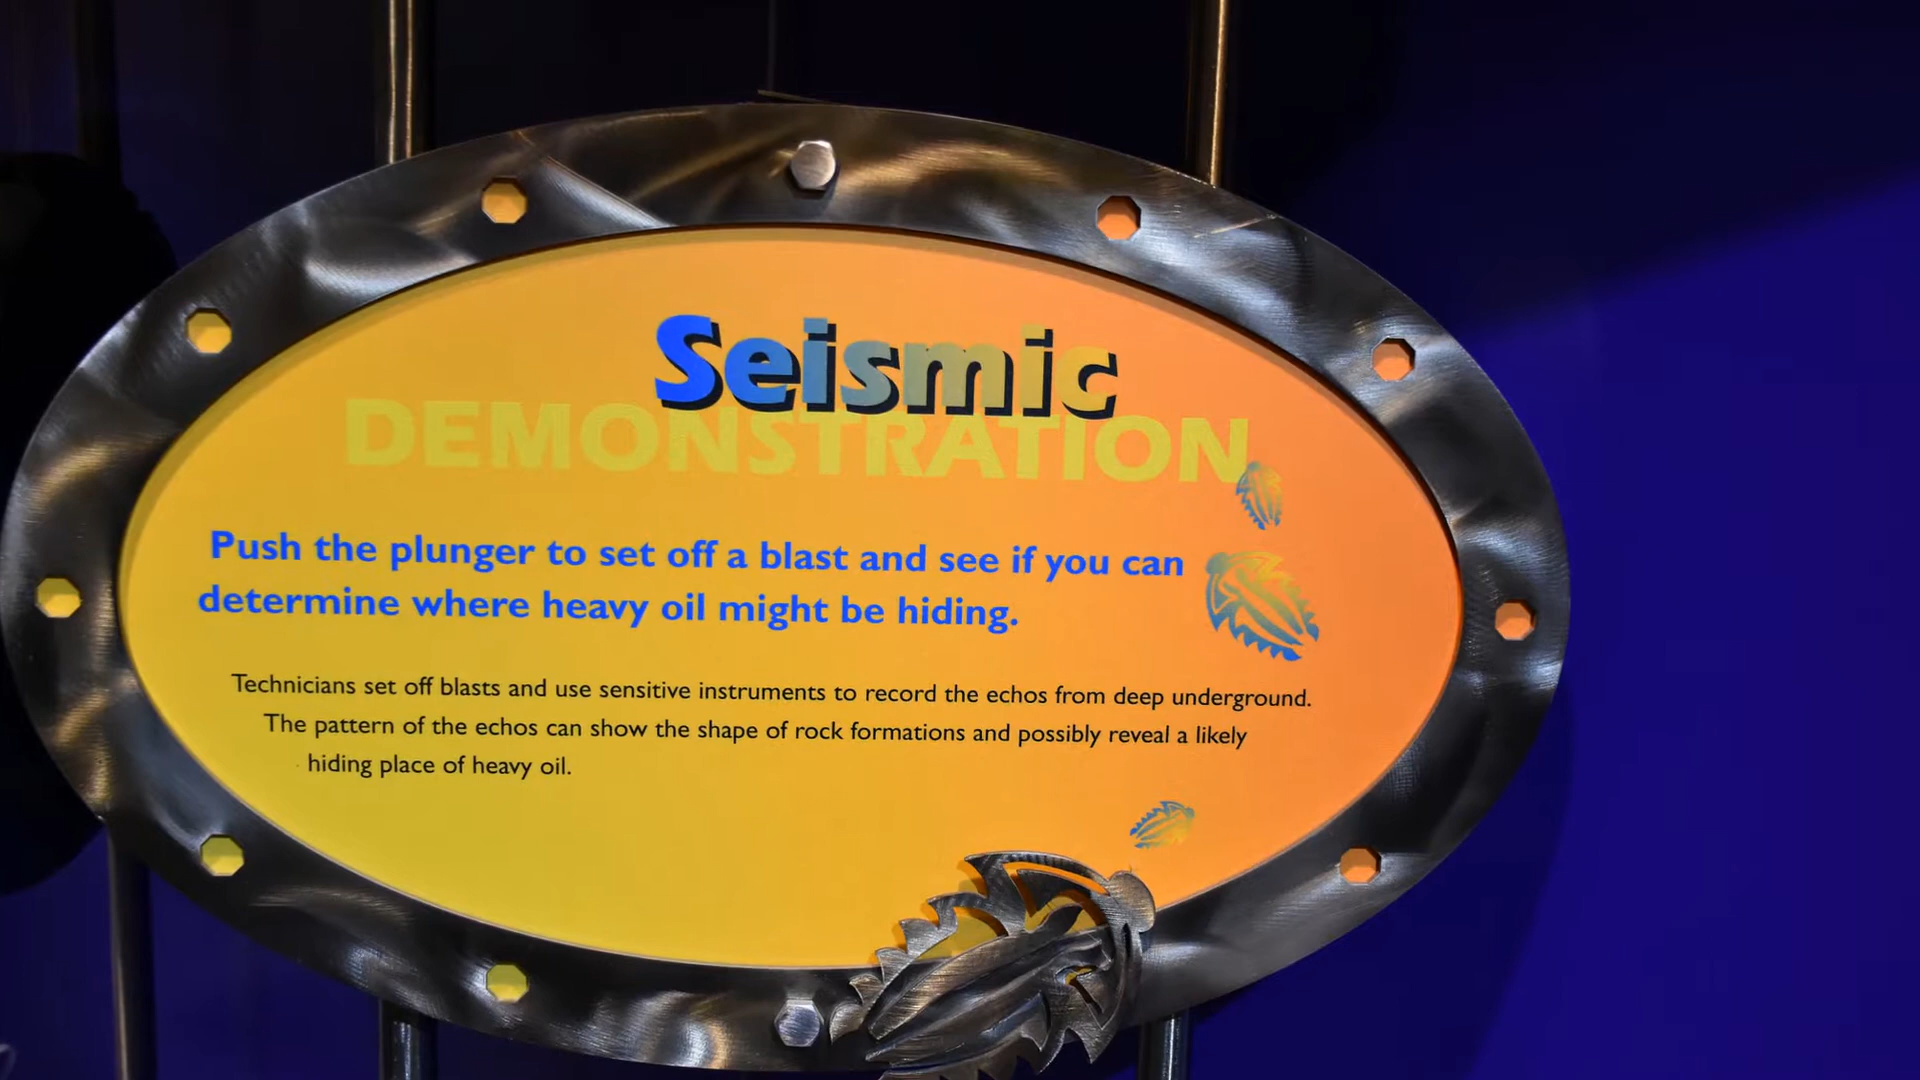 Seismic
DEMONSTRATION
Push the plunger to set off a blast and see if you can
determine where heavy oil might be hiding.
Technicians set off blasts and use sensitive instruments to record the echos from deep underground.
The pattern of the echos can show the shape of rock formations and possibly reveal a likely
hiding place of heavy oil.